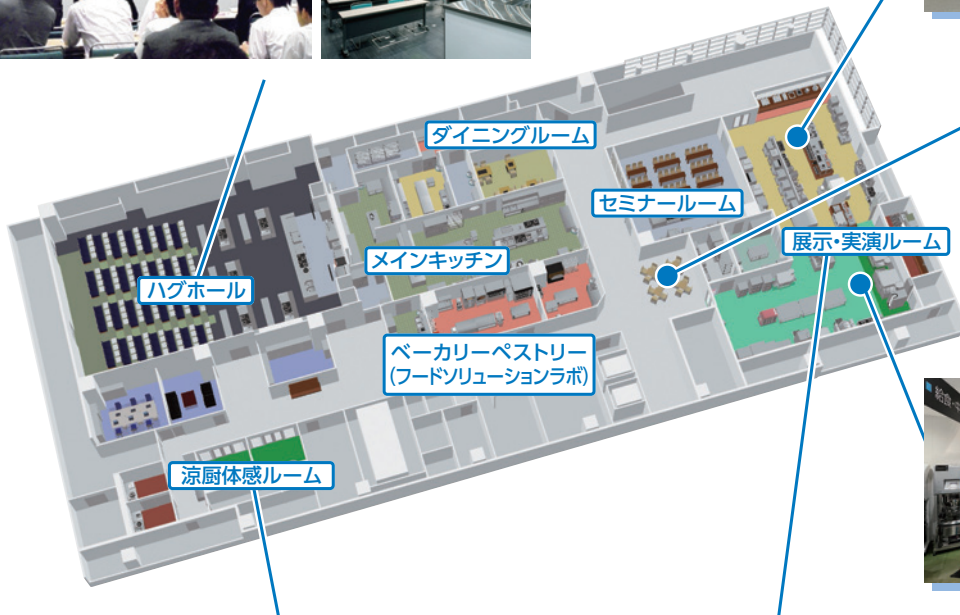 ダイニングルーム
セミナールーム
展示・実演ルーム
メインキッチン
ハグホール
ベーカリーペストリー
(フードソリューションラボ)
涼厨体感ルーム
給食・